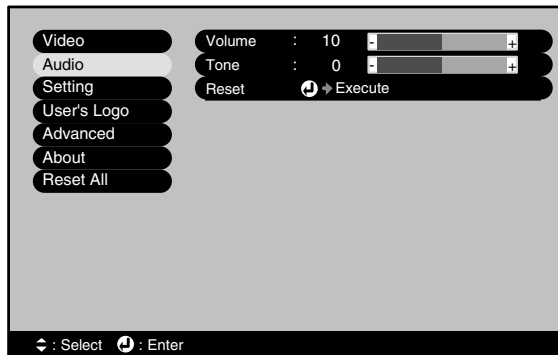 Video
Audio
Setting
User's Logo
Advanced
About
Reset All
Volume : 10 - +
Tone : 0 - +
Reset Execute
: Select : Enter